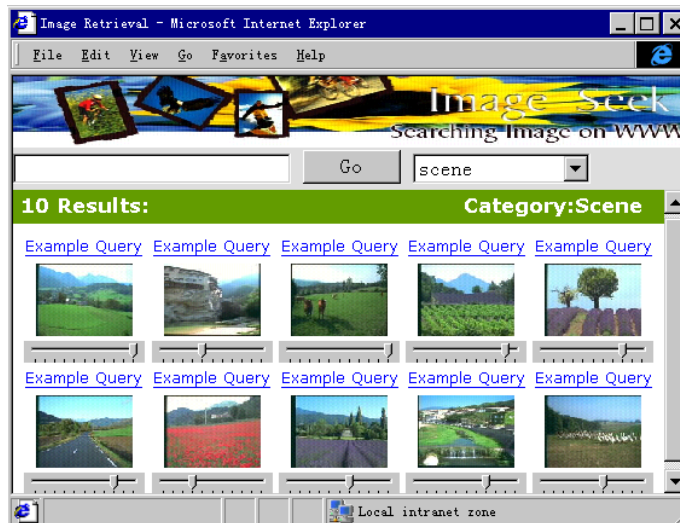 Image Retrieval - Microsoft Internet Explorer
File Edit View Go Favorites Help
Image Seek
Searching Image on WWW
Go scene
10 Results: Category:Scene
Example Query Example Query Example Query Example Query Example Query
Example Query Example Query Example Query Example Query Example Query
Local intranet zone